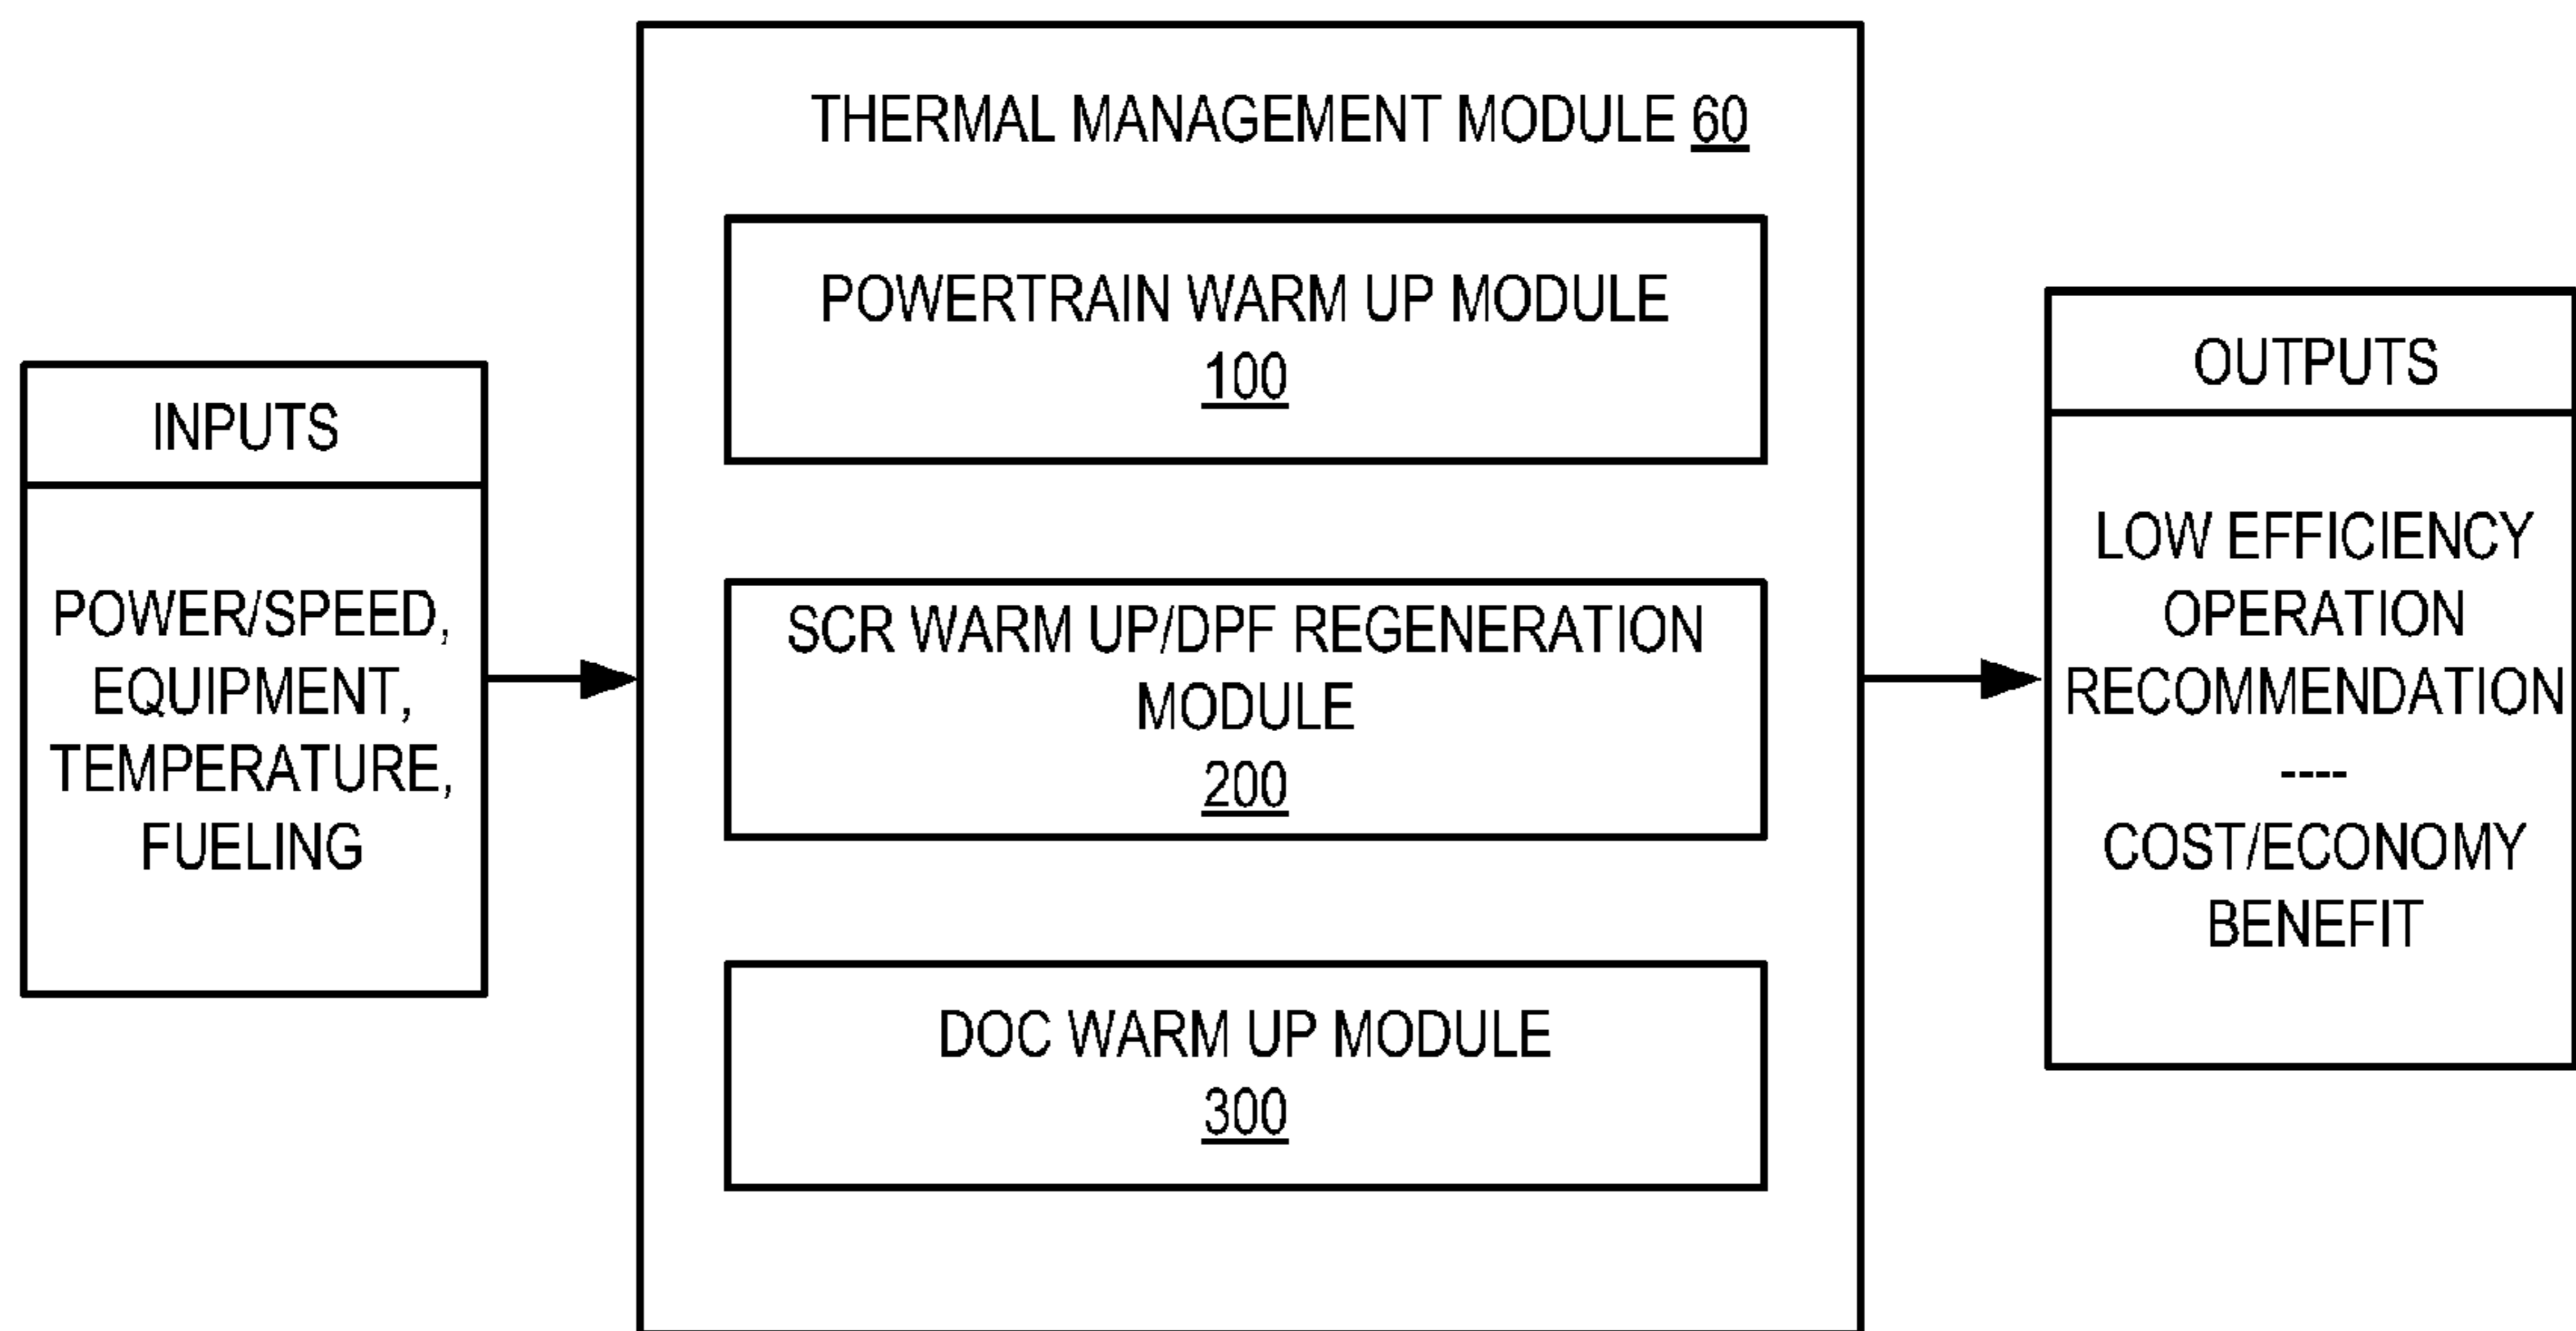 THERMAL MANAGEMENT MODULE 60
POWERTRAIN WARM UP MODULE
100
SCR WARM UP/DPF REGENERATION
MODULE
200
DOC WARM UP MODULE
300
INPUTS
POWER/SPEED,
EQUIPMENT,
TEMPERATURE,
FUELING
OUTPUTS
LOW EFFICIENCY
OPERATION
RECOMMENDATION
----
COST/ECONOMY
BENEFIT